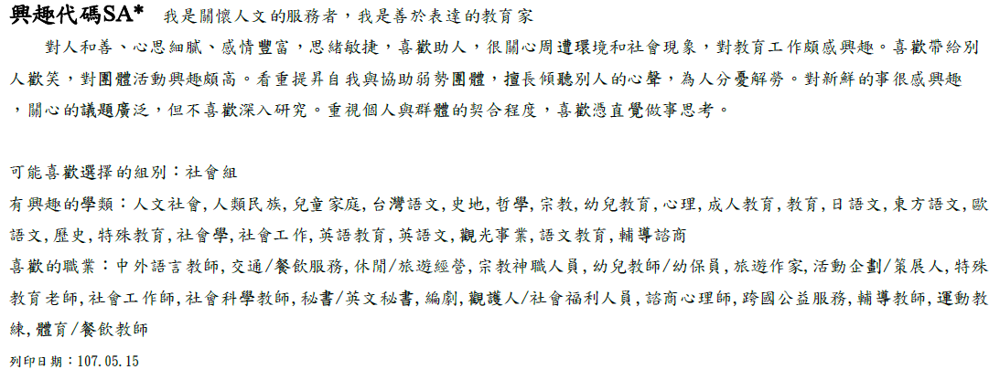 興趣代碼SA* 我是關懷人文的服務者，我是善於表達的教育家
對人和善、心思細膩、感情豐富，思緒敏捷，喜歡助人，很關心周遭環境和社會現象，對教育工作頗感興趣。喜歡帶給別
人歡笑，對團體活動興趣頗高。看重提昇自我與協助弱勢團體，擅長傾聽別人的心聲，為人分憂解勞。對新鮮的事很感興趣
，關心的議題廣泛，但不喜歡深入研究。重視個人與群體的契合程度，喜歡憑直覺做事思考。
可能喜歡選擇的組別：社會組
有興趣的學類：人文社會,人類民族,兒童家庭,台灣語文,史地,哲學,宗教,幼兒教育,心理,成人教育,教育,日語文,東方語文,歐
語文,歷史,特殊教育,社會學,社會工作,英語教育,英語文,觀光事業,語文教育,輔導諮商
喜歡的職業：中外語言教師,交通/餐飲服務,休閒/旅遊經營,宗教神職人員,幼兒教師/幼保員,旅遊作家,活動企劃/策展人,特殊
教育老師,社會工作師,社會科學教師,秘書/英文秘書,編劇,觀護人/社會福利人員,諮商心理師,跨國公益服務,輔導教師,運動教
練,體育/餐飲教師
列印日期：107.05.15